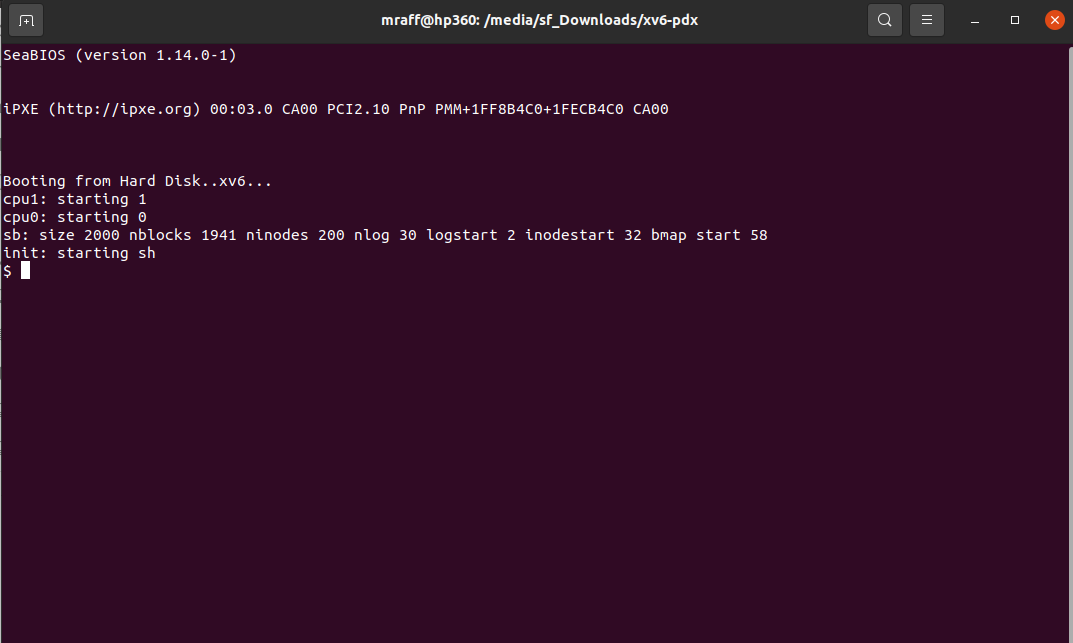 mraff@hp360: /media/sf_Downloads/xv6-pdx
SeaBIOS (version 1.14.0-1)
iPXE (http://ipxe.org) 00:03.0 CA00 PCI2.10 PnP PMM+1FF8B4C0+1FECB4C0 CA00
Booting from Hard Disk..xv6...
cpu1: starting 1
cpu0: starting 0
sb: size 2000 nblocks 1941 ninodes 200 nlog 30 logstart 2 inodestart 32 bmap start 58
init: starting sh
$